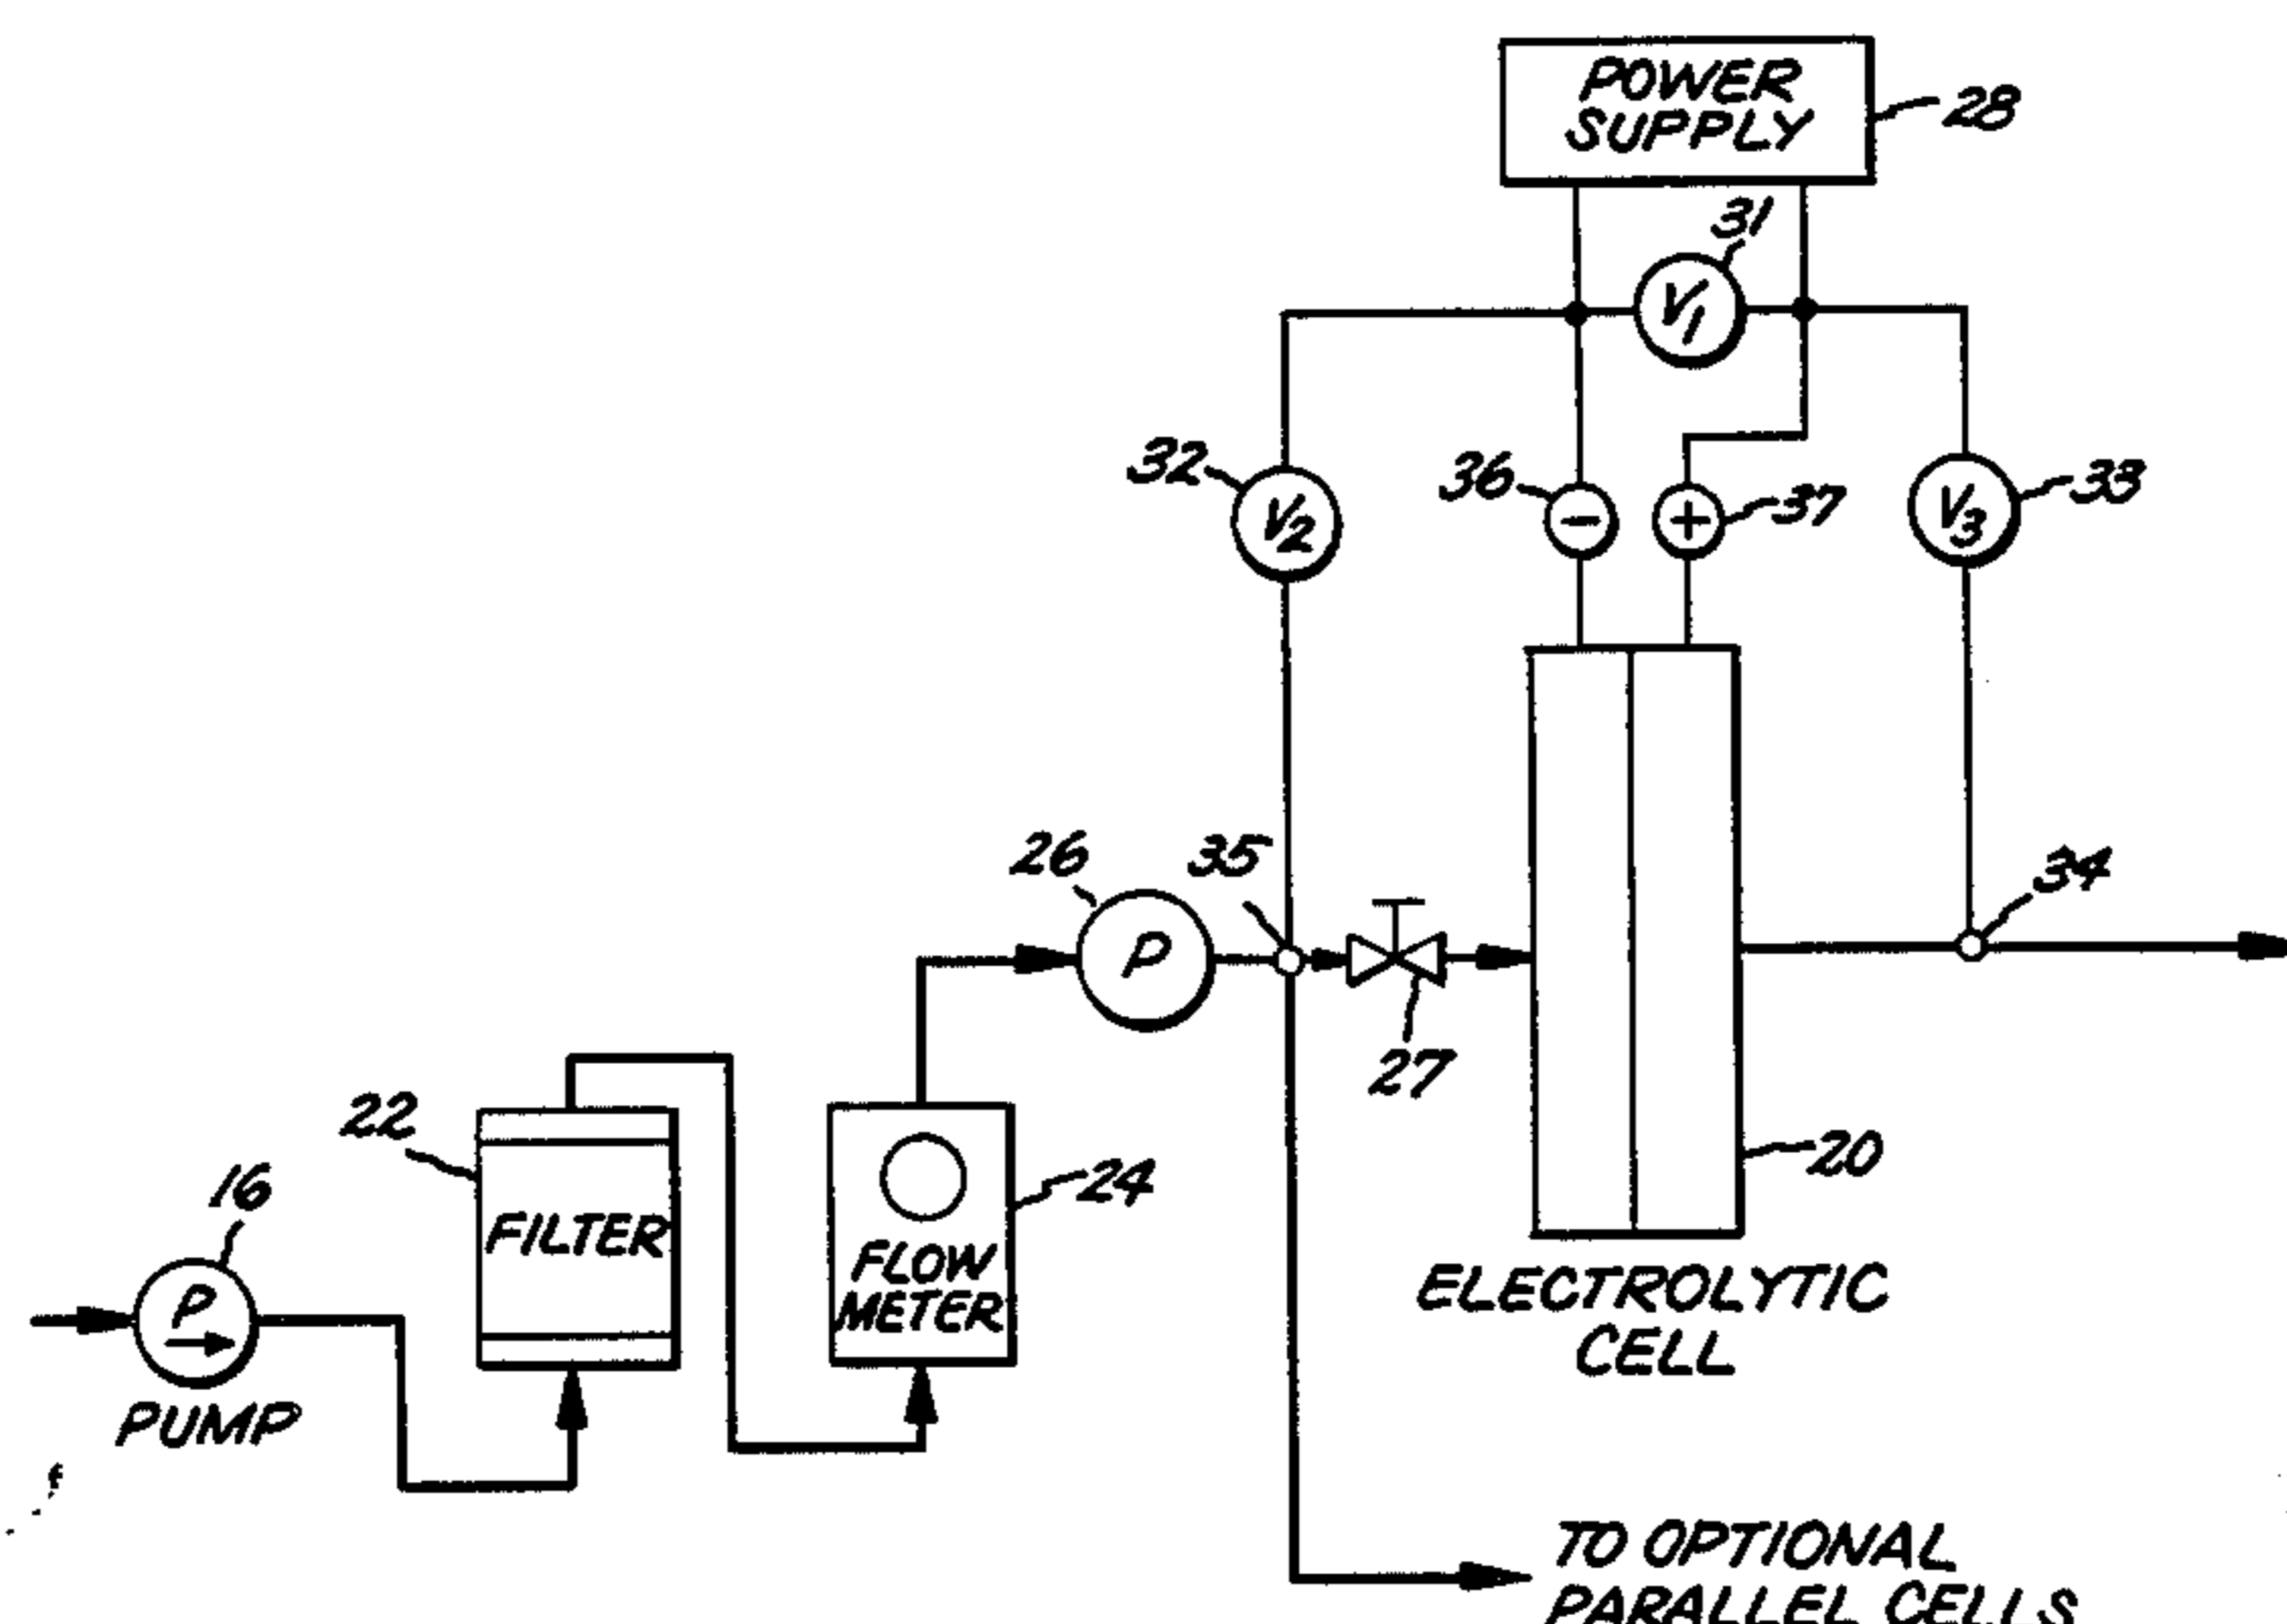 POWER
SUPPLY
28
31
V1
32
V2
36
-
+
37
V3
33
26
P
35
34
27
22
FILTER
24
FLOW
METER
20
ELECTROLYTIC
CELL
16
P
PUMP
TO OPTIONAL
PARALLEL CELLS